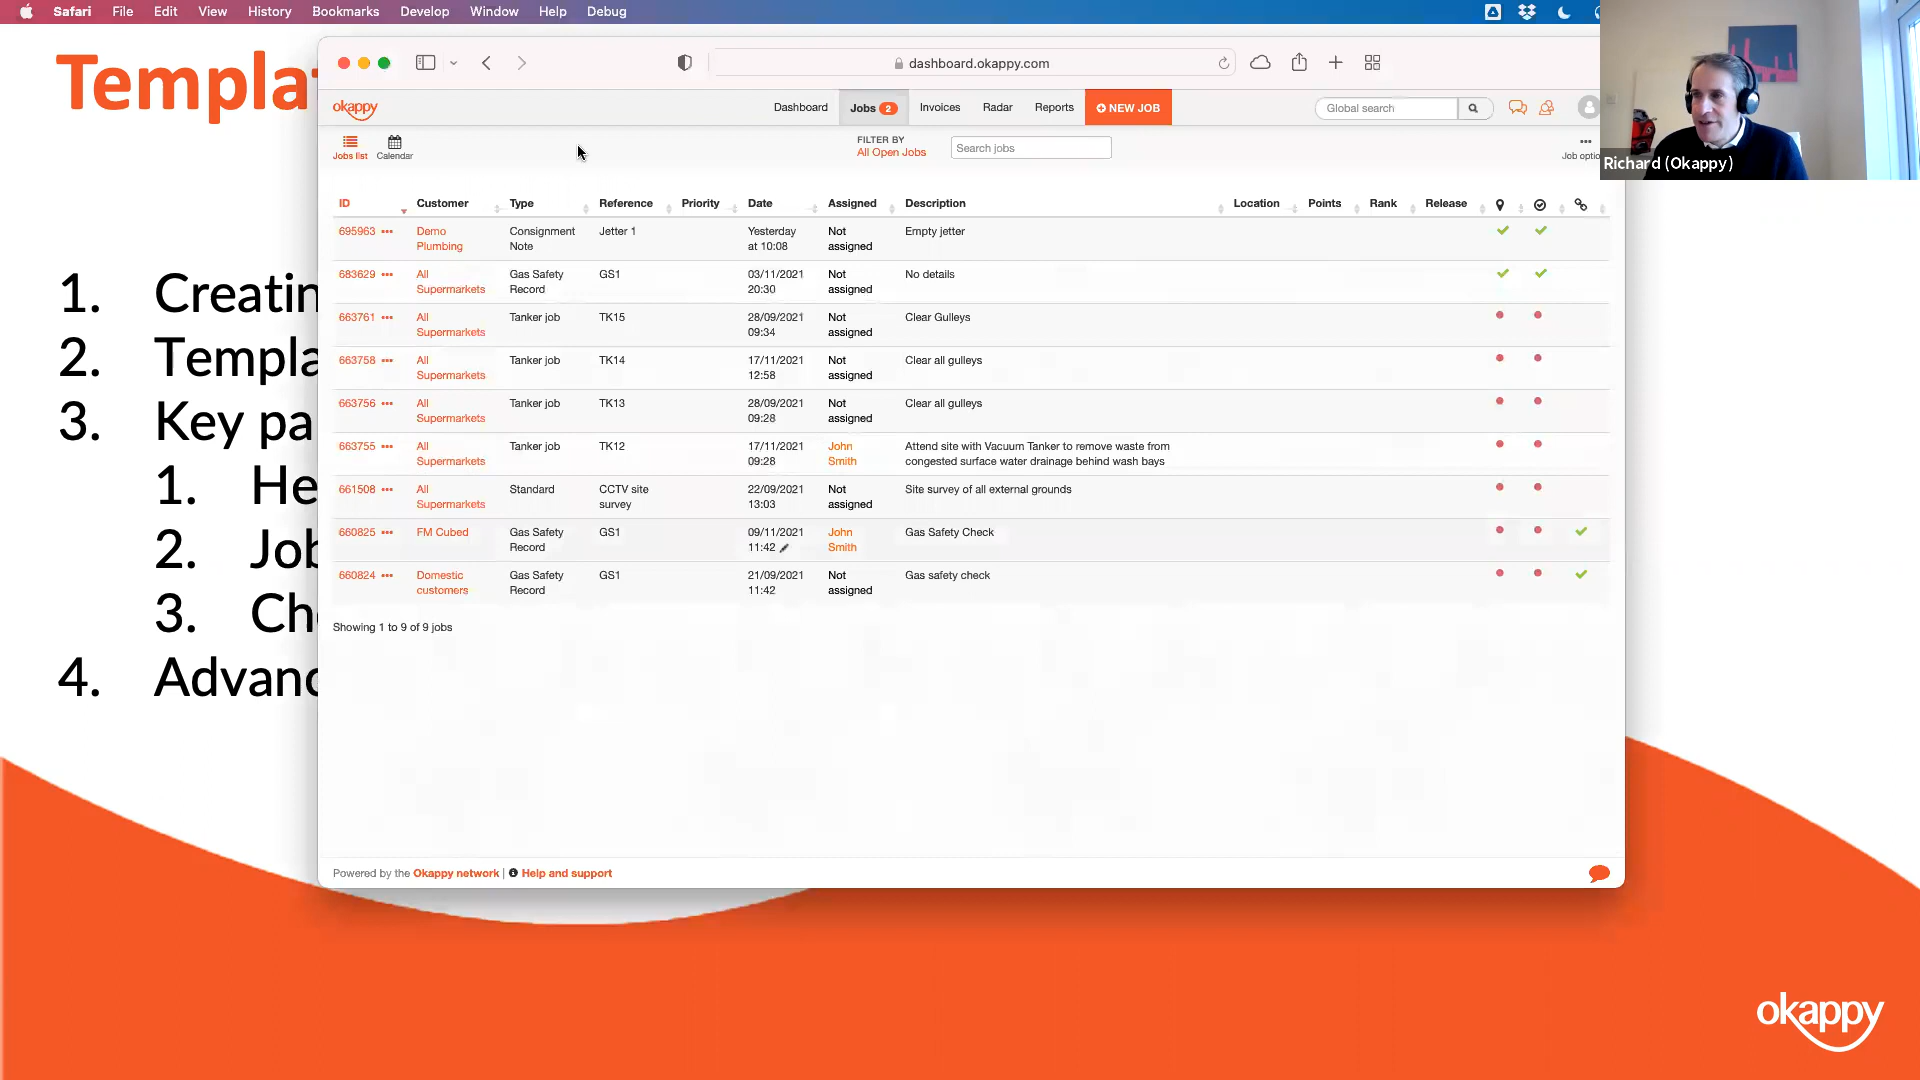 Safari File Edit View History Bookmarks Develop Window Help Debug
Templat
dashboard.okappy.com
okappy
Dashboard Jobs 2 Invoices Radar Reports NEW JOB Global search
Richard (Okappy)
Jobs list Calendar
FILTER BY
All Open Jobs
Search jobs
Job optio
ID Customer Type Reference Priority Date Assigned Description Location Points Rank Release
695963 Demo Consignment Jetter 1 Yesterday Not Empty jetter
Plumbing Note at 10:08 assigned
683629 All Gas Safety GS1 03/11/2021 Not No details
Supermarkets Record 20:30 assigned
663761 All Tanker job TK15 28/09/2021 Not Clear Gulleys
Supermarkets 09:34 assigned
663758 All Tanker job TK14 17/11/2021 Not Clear all gulleys
Supermarkets 12:58 assigned
663756 All Tanker job TK13 28/09/2021 Not Clear all gulleys
Supermarkets 09:28 assigned
663755 All Tanker job TK12 17/11/2021 John Attend site with Vacuum Tanker to remove waste from
Supermarkets 09:28 Smith congested surface water drainage behind wash bays
661508 All Standard CCTV site 22/09/2021 Not Site survey of all external grounds
Supermarkets survey 13:03 assigned
660825 FM Cubed Gas Safety GS1 09/11/2021 John Gas Safety Check
Record 11:42 Smith
660824 Domestic Gas Safety GS1 21/09/2021 Not Gas safety check
customers Record 11:42 assigned
Showing 1 to 9 of 9 jobs
Powered by the Okappy network | Help and support
1. Creatin
2. Templa
3. Key pa
1. He
2. Job
3. Che
4. Advanc
okappy